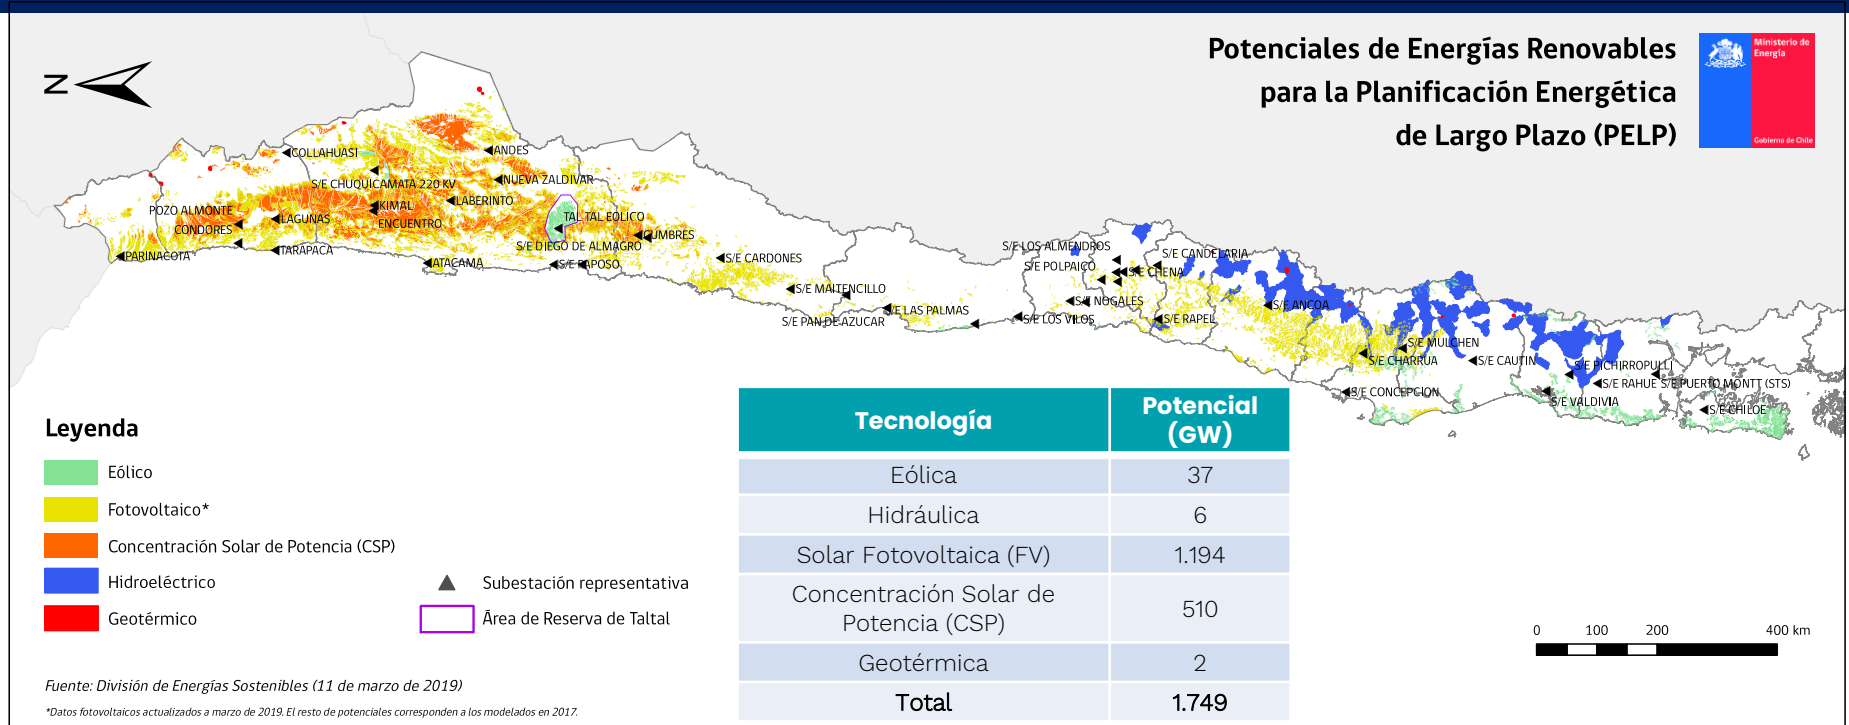 Potenciales de Energías Renovables
para la Planificación Energética
de Largo Plazo (PELP)
Ministerio de
Energía
Gobierno de Chile
N
COLLAHUASI
ANDES
S/E CHUQUICAMATA 220 KV
NUEVA ZALDIVAR
POZO ALMONTE
KIMAL
LABERINTO
LAGUNAS
ENCUENTRO
TAL TAL EOLICO
CONDORES
CUMBRES
S/E DIEGO DE ALMAGRO
TARAPACA
PARINACOTA
ATACAMA
S/E PAPOSO
S/E CARDONES
S/E MAITENCILLO
S/E PAN DE AZUCAR
S/E LAS PALMAS
S/E LOS VILOS
S/E LOS ALMENDROS
S/E POLPAICO
S/E CHENA
S/E CANDELARIA
S/E NOGALES
S/E RAPEL
S/E ANCOA
S/E MULCHEN
S/E CHARRUA
S/E CAUTIN
S/E CONCEPCION
S/E PICHIRROPULLI
S/E RAHUE
S/E PUERTO MONTT (STS)
S/E VALDIVIA
S/E CHILOE
Leyenda
Eólico
Fotovoltaico*
Concentración Solar de Potencia (CSP)
Hidroeléctrico
Geotérmico
Subestación representativa
Área de Reserva de Taltal
Tecnología Potencial (GW)
Eólica 37
Hidráulica 6
Solar Fotovoltaica (FV) 1.194
Concentración Solar de Potencia (CSP) 510
Geotérmica 2
Total 1.749
0 100 200 400 km
Fuente: División de Energías Sostenibles (11 de marzo de 2019)
*Datos fotovoltaicos actualizados a marzo de 2019. El resto de potenciales corresponden a los modelados en 2017.